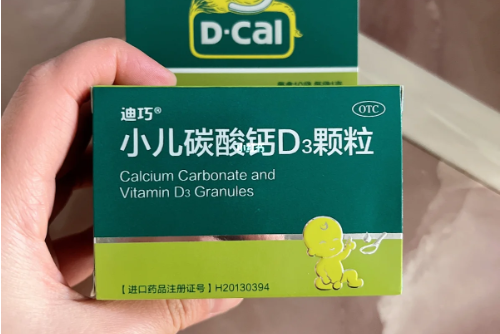 D·Cal
迪巧®
OTC
小儿碳酸钙D3颗粒
Calcium Carbonate and
Vitamin D3 Granules
【进口药品注册证号】H20130394